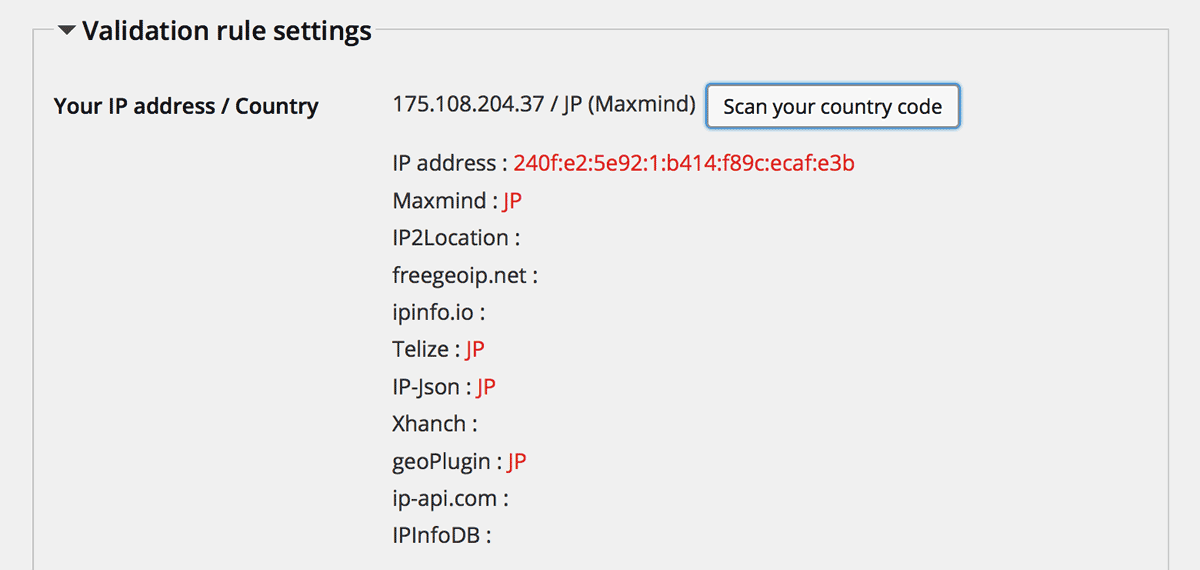 Validation rule settings
Your IP address / Country 175.108.204.37 / JP (Maxmind) Scan your country code
IP address : 240f:e2:5e92:1:b414:f89c:ecaf:e3b
Maxmind : JP
IP2Location :
freegeoip.net :
ipinfo.io :
Telize : JP
IP-Json : JP
Xhanch :
geoPlugin : JP
ip-api.com :
IPInfoDB :